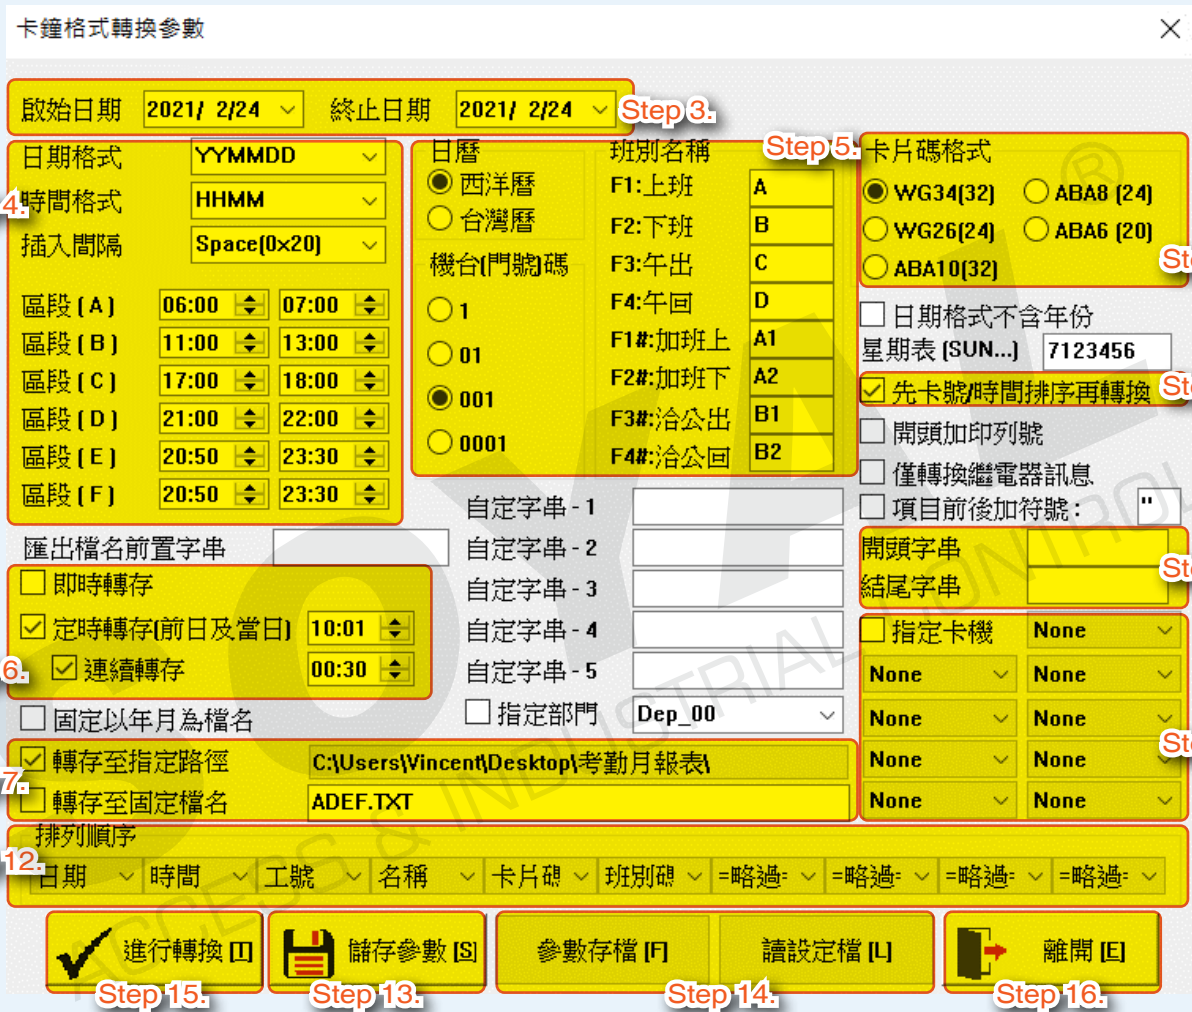 卡鐘格式轉換參數
啟始日期 2021/ 2/24 終止日期 2021/ 2/24 Step 3.
日期格式 YYMMDD
4. 時間格式 HHMM
插入間隔 Space(0x20)
區段(A) 06:00 07:00
區段(B) 11:00 13:00
區段(C) 17:00 18:00
區段(D) 21:00 22:00
區段(E) 20:50 23:30
區段(F) 20:50 23:30
日曆
西洋曆
台灣曆
機台(門號)碼
1
01
001
0001
班別名稱
F1:上班 A
F2:下班 B
F3:午出 C
F4:午回 D
F1#:加班上 A1
F2#:加班下 A2
F3#:洽公出 B1
F4#:洽公回 B2
Step 5. 卡片碼格式
WG34(32) ABA8 (24)
WG26(24) ABA6 (20)
ABA10(32)
日期格式不含年份
星期表 (SUN...) 7123456
先卡號/時間排序再轉換
開頭加印列號
僅轉換繼電器訊息
項目前後加符號: "
開頭字串
結尾字串
指定卡機 None
None None
None None
None None
None None
匯出檔名前置字串
即時轉存
定時轉存(前日及當日) 10:01
6. 連續轉存 00:30
固定以年月為檔名
自定字串 - 1
自定字串 - 2
自定字串 - 3
自定字串 - 4
自定字串 - 5
指定部門 Dep_00
轉存至指定路徑 C:\Users\Vincent\Desktop\考勤月報表\
7. 轉存至固定檔名 ADEF.TXT
排列順序
12. 日期 時間 工號 名稱 卡片碼 班別碼 =略過= =略過= =略過= =略過=
進行轉換 [T] 儲存參數 [S] 參數存檔 [F] 讀設定檔 [L] 離開 [E]
Step 15. Step 13. Step 14. Step 16.
SOYAL ®
ACCESS & INDUSTRIAL CONTROL